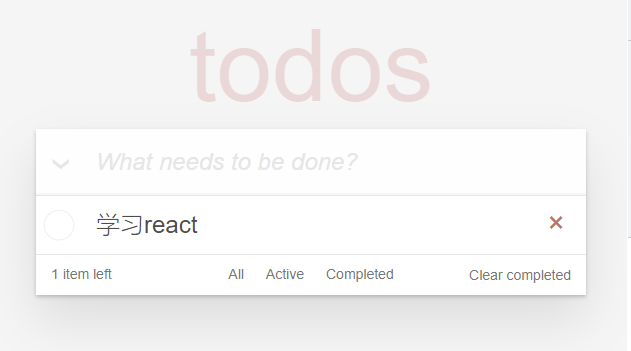 todos
What needs to be done?
学习react
1 item left All Active Completed Clear completed